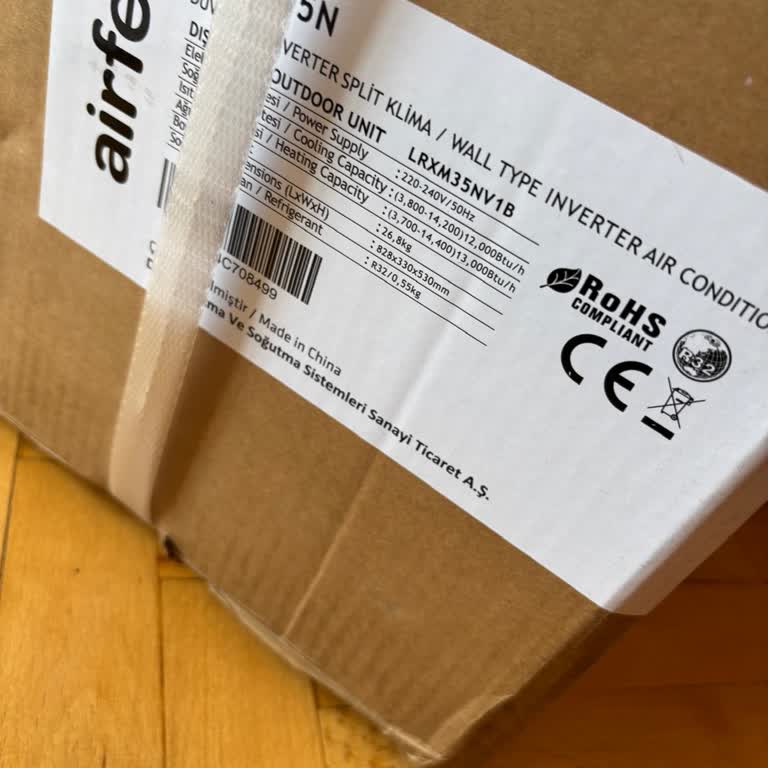 airfe
5N
VERTER SPLİT KLİMA / WALL TYPE INVERTER AIR CONDITIO
OUTDOOR UNIT LRXM35NV1B
esi / Power Supply : 220-240V/50Hz
tesi / Cooling Capacity : (3,800-14,200)12,000Btu/h
si / Heating Capacity : (3,700-14,400)13,000Btu/h
: 26,8kg
ensions (LxWxH) : 828x330x530mm
an / Refrigerant : R32/0,55kg
C708499
lmiştir / Made in China
ma Ve Soğutma Sistemleri Sanayi Ticaret A.Ş.
RoHS
COMPLIANT
CE
R32